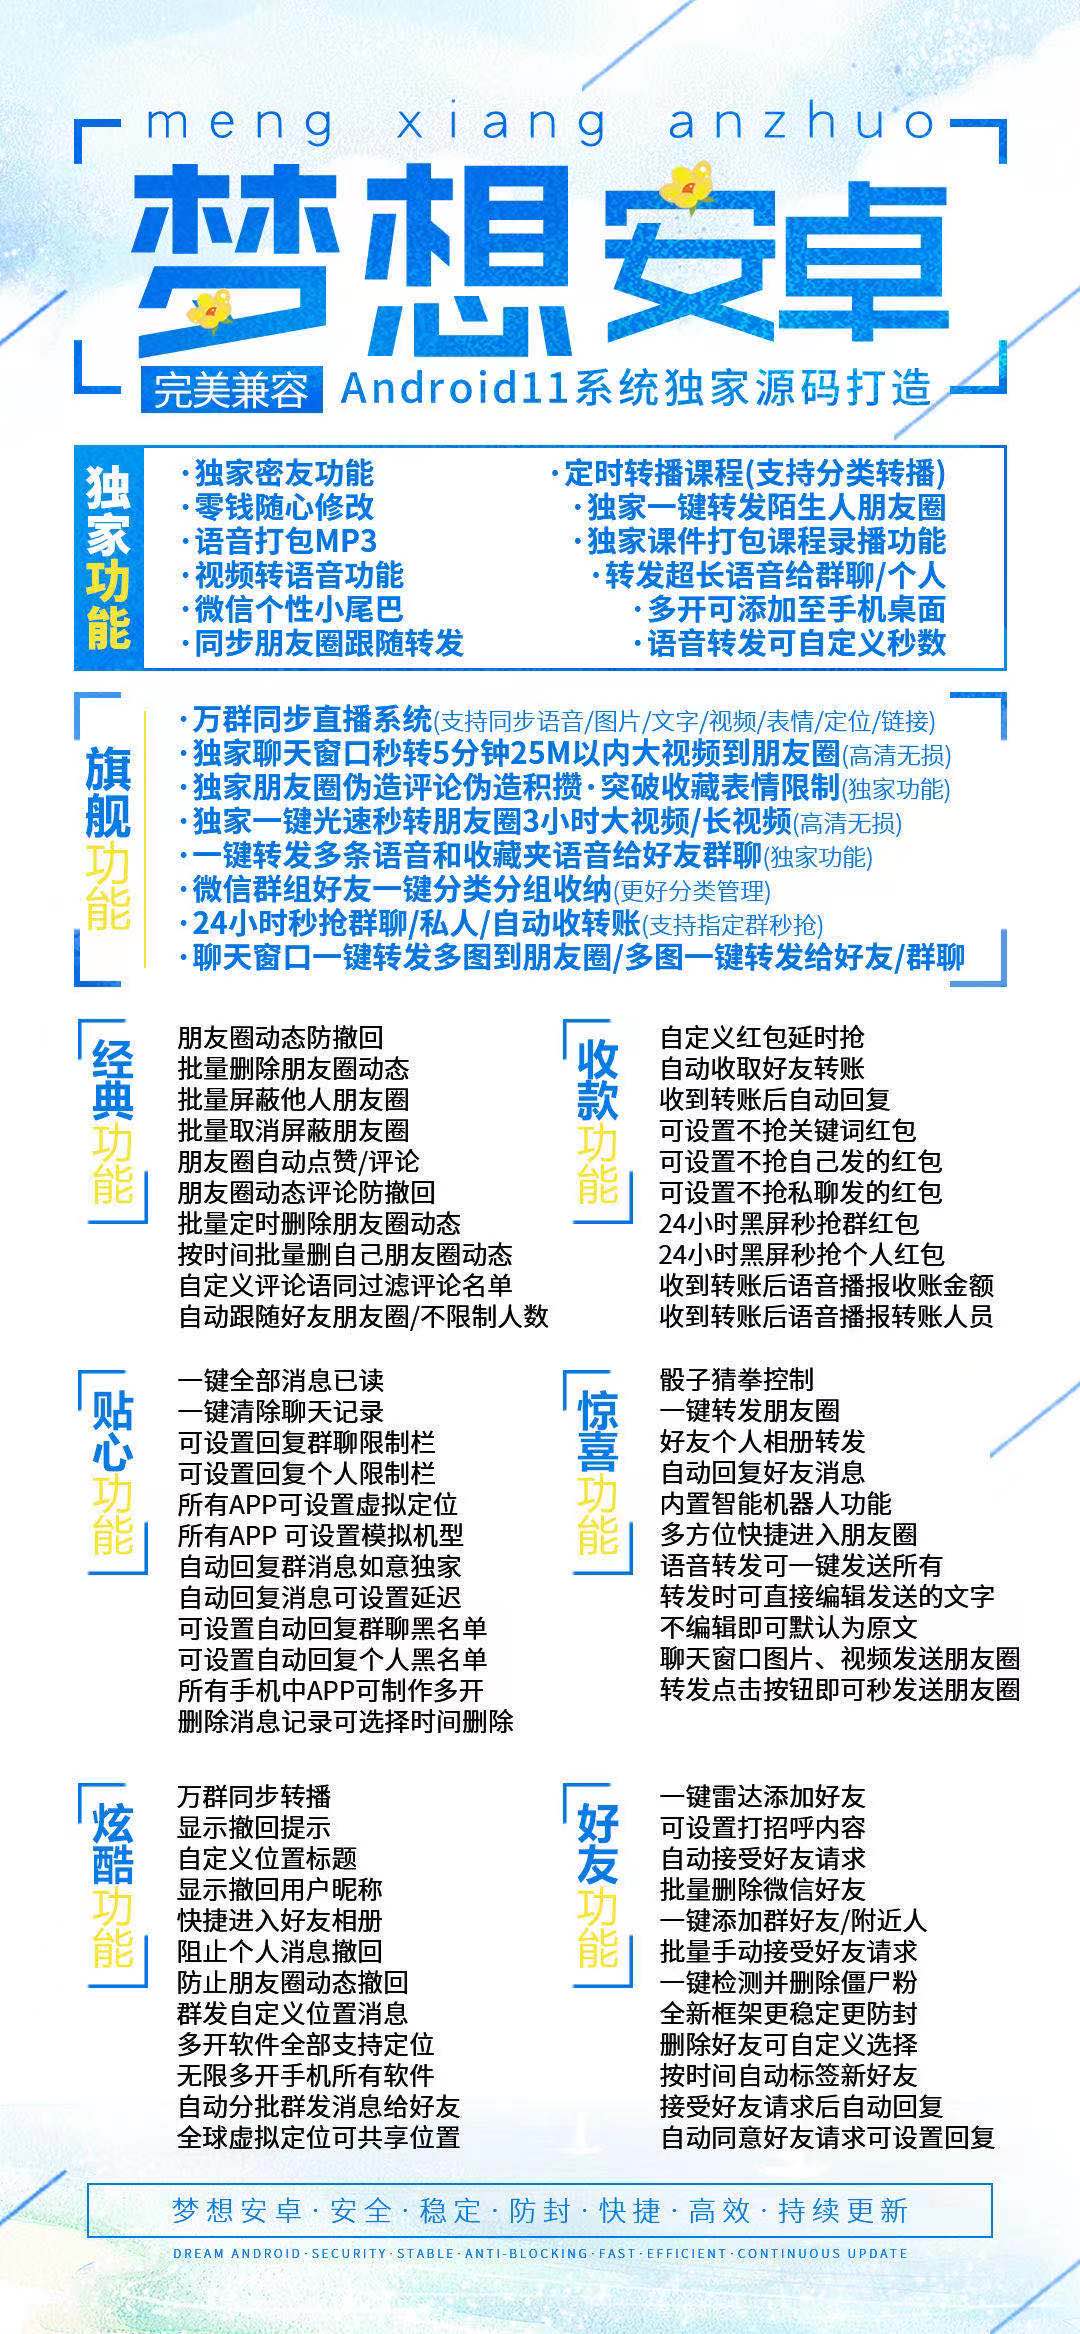 meng xiang anzhuo
梦想安卓
完美兼容 Android11系统独家源码打造
独家功能
·独家密友功能
·零钱随心修改
·语音打包MP3
·视频转语音功能
·微信个性小尾巴
·同步朋友圈跟随转发
·定时转播课程(支持分类转播)
·独家一键转发陌生人朋友圈
·独家课件打包课程录播功能
·转发超长语音给群聊/个人
·多开可添加至手机桌面
·语音转发可自定义秒数
旗舰功能
·万群同步直播系统(支持同步语音/图片/文字/视频/表情/定位/链接)
·独家聊天窗口秒转5分钟25M以内大视频到朋友圈(高清无损)
·独家朋友圈伪造评论伪造积攒·突破收藏表情限制(独家功能)
·独家一键光速秒转朋友圈3小时大视频/长视频(高清无损)
·一键转发多条语音和收藏夹语音给好友群聊(独家功能)
·微信群组好友一键分类分组收纳(更好分类管理)
·24小时秒抢群聊/私人/自动收转账(支持指定群秒抢)
·聊天窗口一键转发多图到朋友圈/多图一键转发给好友/群聊
经典功能
朋友圈动态防撤回
批量删除朋友圈动态
批量屏蔽他人朋友圈
批量取消屏蔽朋友圈
朋友圈自动点赞/评论
朋友圈动态评论防撤回
批量定时删除朋友圈动态
按时间批量删自己朋友圈动态
自定义评论语同过滤评论名单
自动跟随好友朋友圈/不限制人数
收款功能
自定义红包延时抢
自动收取好友转账
收到转账后自动回复
可设置不抢关键词红包
可设置不抢自己发的红包
可设置不抢私聊发的红包
24小时黑屏秒抢群红包
24小时黑屏秒抢个人红包
收到转账后语音播报收账金额
收到转账后语音播报转账人员
贴心功能
一键全部消息已读
一键清除聊天记录
可设置回复群聊限制栏
可设置回复个人限制栏
所有APP可设置虚拟定位
所有APP 可设置模拟机型
自动回复群消息如意独家
自动回复消息可设置延迟
可设置自动回复群聊黑名单
可设置自动回复个人黑名单
所有手机中APP可制作多开
删除消息记录可选择时间删除
惊喜功能
骰子猜拳控制
一键转发朋友圈
好友个人相册转发
自动回复好友消息
内置智能机器人功能
多方位快捷进入朋友圈
语音转发可一键发送所有
转发时可直接编辑发送的文字
不编辑即可默认为原文
聊天窗口图片、视频发送朋友圈
转发点击按钮即可秒发送朋友圈
炫酷功能
万群同步转播
显示撤回提示
自定义位置标题
显示撤回用户昵称
快捷进入好友相册
阻止个人消息撤回
防止朋友圈动态撤回
群发自定义位置消息
多开软件全部支持定位
无限多开手机所有软件
自动分批群发消息给好友
全球虚拟定位可共享位置
好友功能
一键雷达添加好友
可设置打招呼内容
自动接受好友请求
批量删除微信好友
一键添加群好友/附近人
批量手动接受好友请求
一键检测并删除僵尸粉
全新框架更稳定更防封
删除好友可自定义选择
按时间自动标签新好友
接受好友请求后自动回复
自动同意好友请求可设置回复
梦想安卓·安全·稳定·防封·快捷·高效·持续更新
DREAM ANDROID·SECURITY·STABLE·ANTI-BLOCKING·FAST·EFFICIENT·CONTINUOUS UPDATE